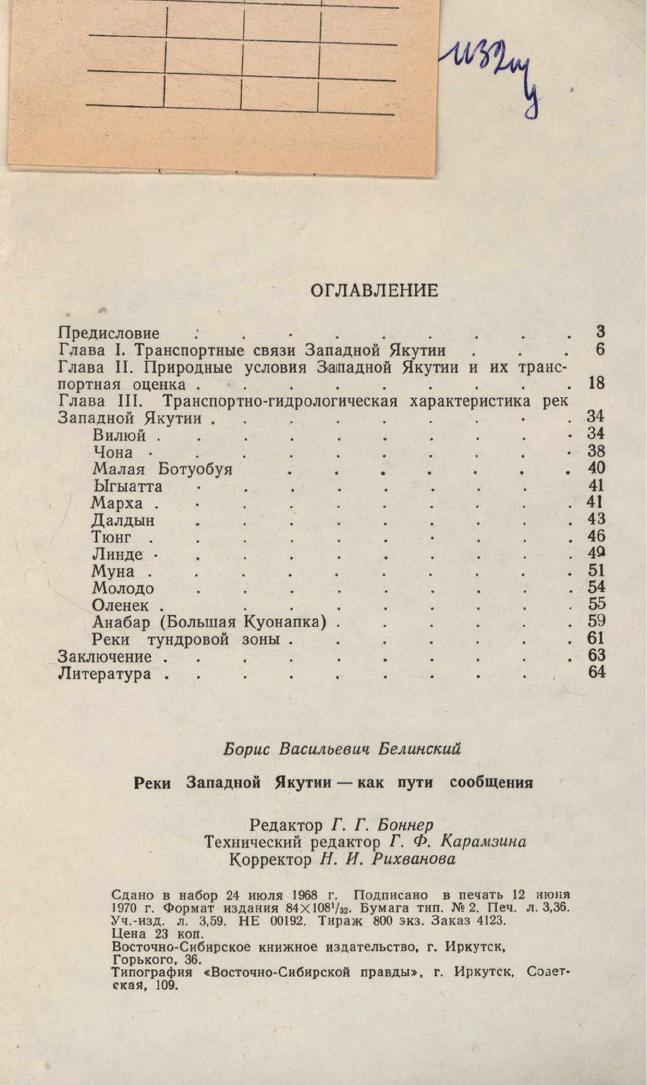 ОГЛАВЛЕНИЕ
Предисловие . . . . . . . . 3
Глава I. Транспортные связи Западной Якутии . . . 6
Глава II. Природные условия Западной Якутии и их транс-
портная оценка . . . . . . . . 18
Глава III. Транспортно-гидрологическая характеристика рек
Западной Якутии . . . . . . . . 34
Вилюй . . . . . . . . . 34
Чона . . . . . . . . . 38
Малая Ботуобуя . . . . . . . 40
Ыгыатта . . . . . . . . 41
Марха . . . . . . . . . 41
Далдын . . . . . . . . 43
Тюнг . . . . . . . . . 46
Линде . . . . . . . . . 49
Муна . . . . . . . . . 51
Молодо . . . . . . . . 54
Оленек . . . . . . . . . 55
Анабар (Большая Куонапка) . . . . . . 59
Реки тундровой зоны . . . . . . . 61
Заключение . . . . . . . . . 63
Литература . . . . . . . . . 64
Борис Васильевич Белинский
Реки Западной Якутии — как пути сообщения
Редактор Г. Г. Боннер
Технический редактор Г. Ф. Карамзина
Корректор Н. И. Рихванова
Сдано в набор 24 июля 1968 г. Подписано в печать 12 июня
1970 г. Формат издания 84×108¹/₃₂. Бумага тип. № 2. Печ. л. 3,36.
Уч.-изд. л. 3,59. НЕ 00192. Тираж 800 экз. Заказ 4123.
Цена 23 коп.
Восточно-Сибирское книжное издательство, г. Иркутск,
Горького, 36.
Типография «Восточно-Сибирской правды», г. Иркутск, Совет-
ская, 109.